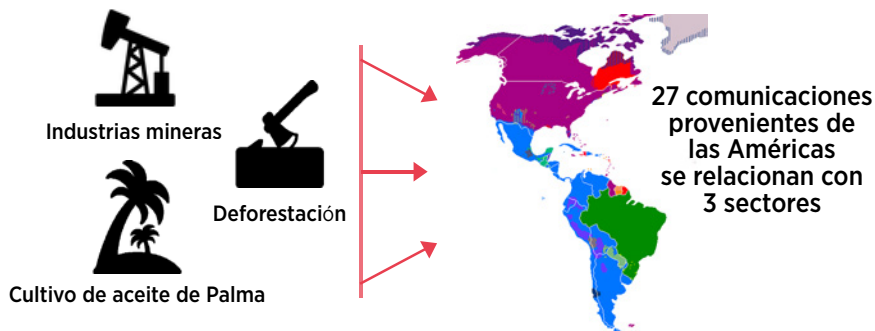 Industrias mineras
Deforestación
Cultivo de aceite de Palma
27 comunicaciones
provenientes de
las Américas
se relacionan con
3 sectores